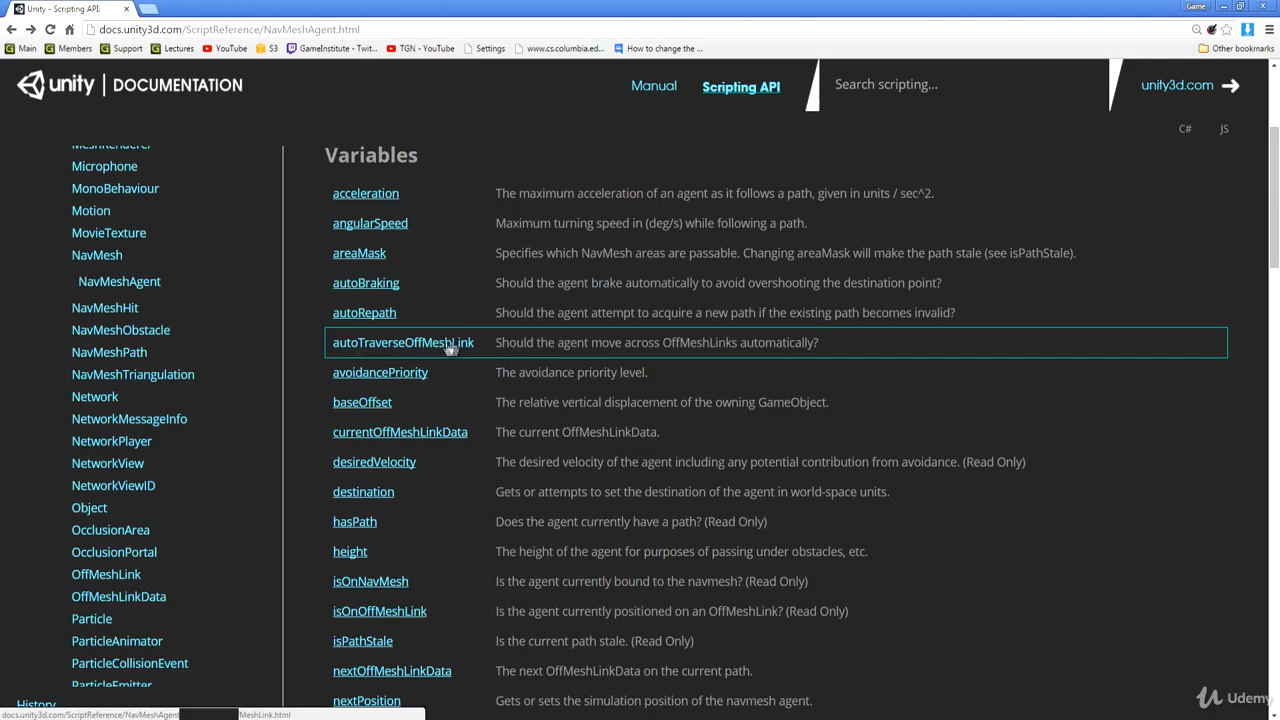 Unity - Scripting API:
Game
docs.unity3d.com/ScriptReference/NavMeshAgent.html
Main Members Support Lectures YouTube S3 GameInstitute - Twit... TGN - YouTube Settings www.cs.columbia.ed... How to change the ... Other bookmarks
unity | DOCUMENTATION
Manual Scripting API Search scripting... unity3d.com
C# JS
MeshRenderer
Microphone
MonoBehaviour
Motion
MovieTexture
NavMesh
NavMeshAgent
NavMeshHit
NavMeshObstacle
NavMeshPath
NavMeshTriangulation
Network
NetworkMessageInfo
NetworkPlayer
NetworkView
NetworkViewID
Object
OcclusionArea
OcclusionPortal
OffMeshLink
OffMeshLinkData
Particle
ParticleAnimator
ParticleCollisionEvent
ParticleEmitter
History
Variables
acceleration The maximum acceleration of an agent as it follows a path, given in units / sec^2.
angularSpeed Maximum turning speed in (deg/s) while following a path.
areaMask Specifies which NavMesh areas are passable. Changing areaMask will make the path stale (see isPathStale).
autoBraking Should the agent brake automatically to avoid overshooting the destination point?
autoRepath Should the agent attempt to acquire a new path if the existing path becomes invalid?
autoTraverseOffMeshLink Should the agent move across OffMeshLinks automatically?
avoidancePriority The avoidance priority level.
baseOffset The relative vertical displacement of the owning GameObject.
currentOffMeshLinkData The current OffMeshLinkData.
desiredVelocity The desired velocity of the agent including any potential contribution from avoidance. (Read Only)
destination Gets or attempts to set the destination of the agent in world-space units.
hasPath Does the agent currently have a path? (Read Only)
height The height of the agent for purposes of passing under obstacles, etc.
isOnNavMesh Is the agent currently bound to the navmesh? (Read Only)
isOnOffMeshLink Is the agent currently positioned on an OffMeshLink? (Read Only)
isPathStale Is the current path stale. (Read Only)
nextOffMeshLinkData The next OffMeshLinkData on the current path.
nextPosition Gets or sets the simulation position of the navmesh agent.
docs.unity3d.com/ScriptReference/NavMeshAgent MeshLink.html
Udemy